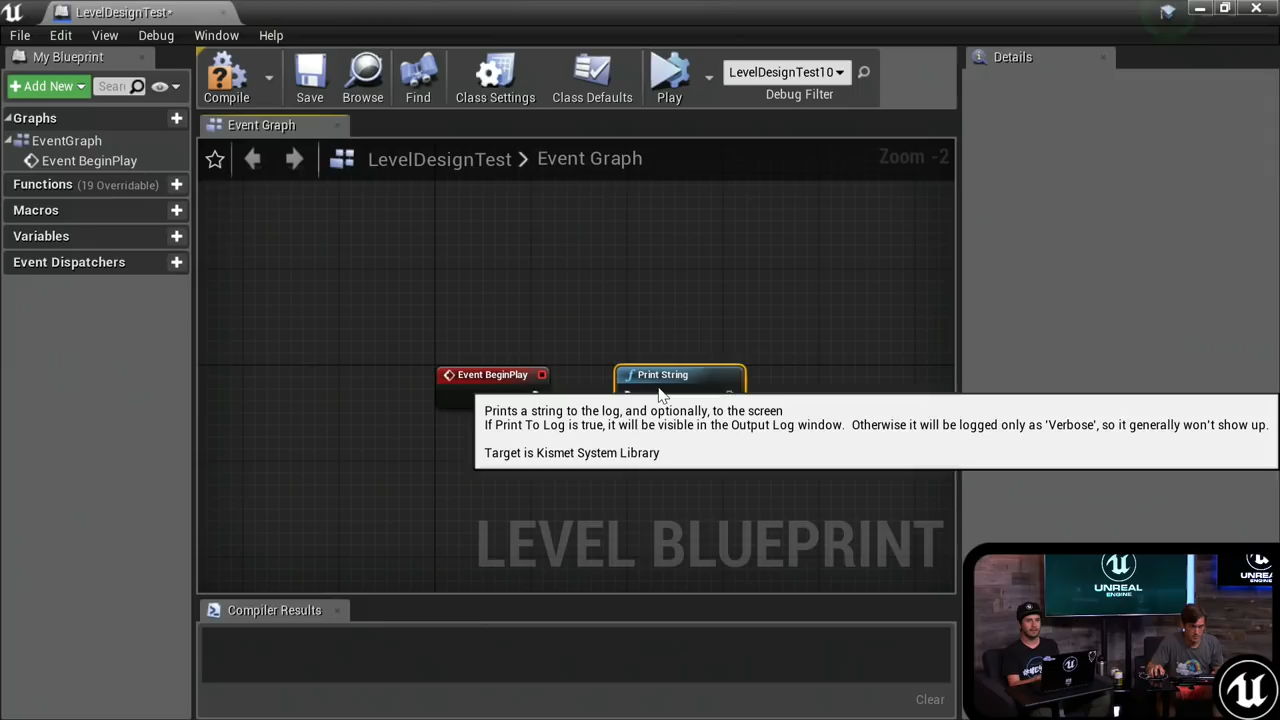 LevelDesignTest*
File Edit View Debug Window Help
My Blueprint
Add New
Sear
Graphs
EventGraph
Event BeginPlay
Functions (19 Overridable)
Macros
Variables
Event Dispatchers
Compile
Save
Browse
Find
Class Settings
Class Defaults
Play
LevelDesignTest10
Debug Filter
Event Graph
LevelDesignTest > Event Graph
Zoom -2
Event BeginPlay
Print String
Prints a string to the log, and optionally, to the screen
If Print To Log is true, it will be visible in the Output Log window. Otherwise it will be logged only as 'Verbose', so it generally won't show up.
Target is Kismet System Library
LEVEL BLUEPRINT
Compiler Results
Clear
Details
UNREAL
ENGINE
UNRE